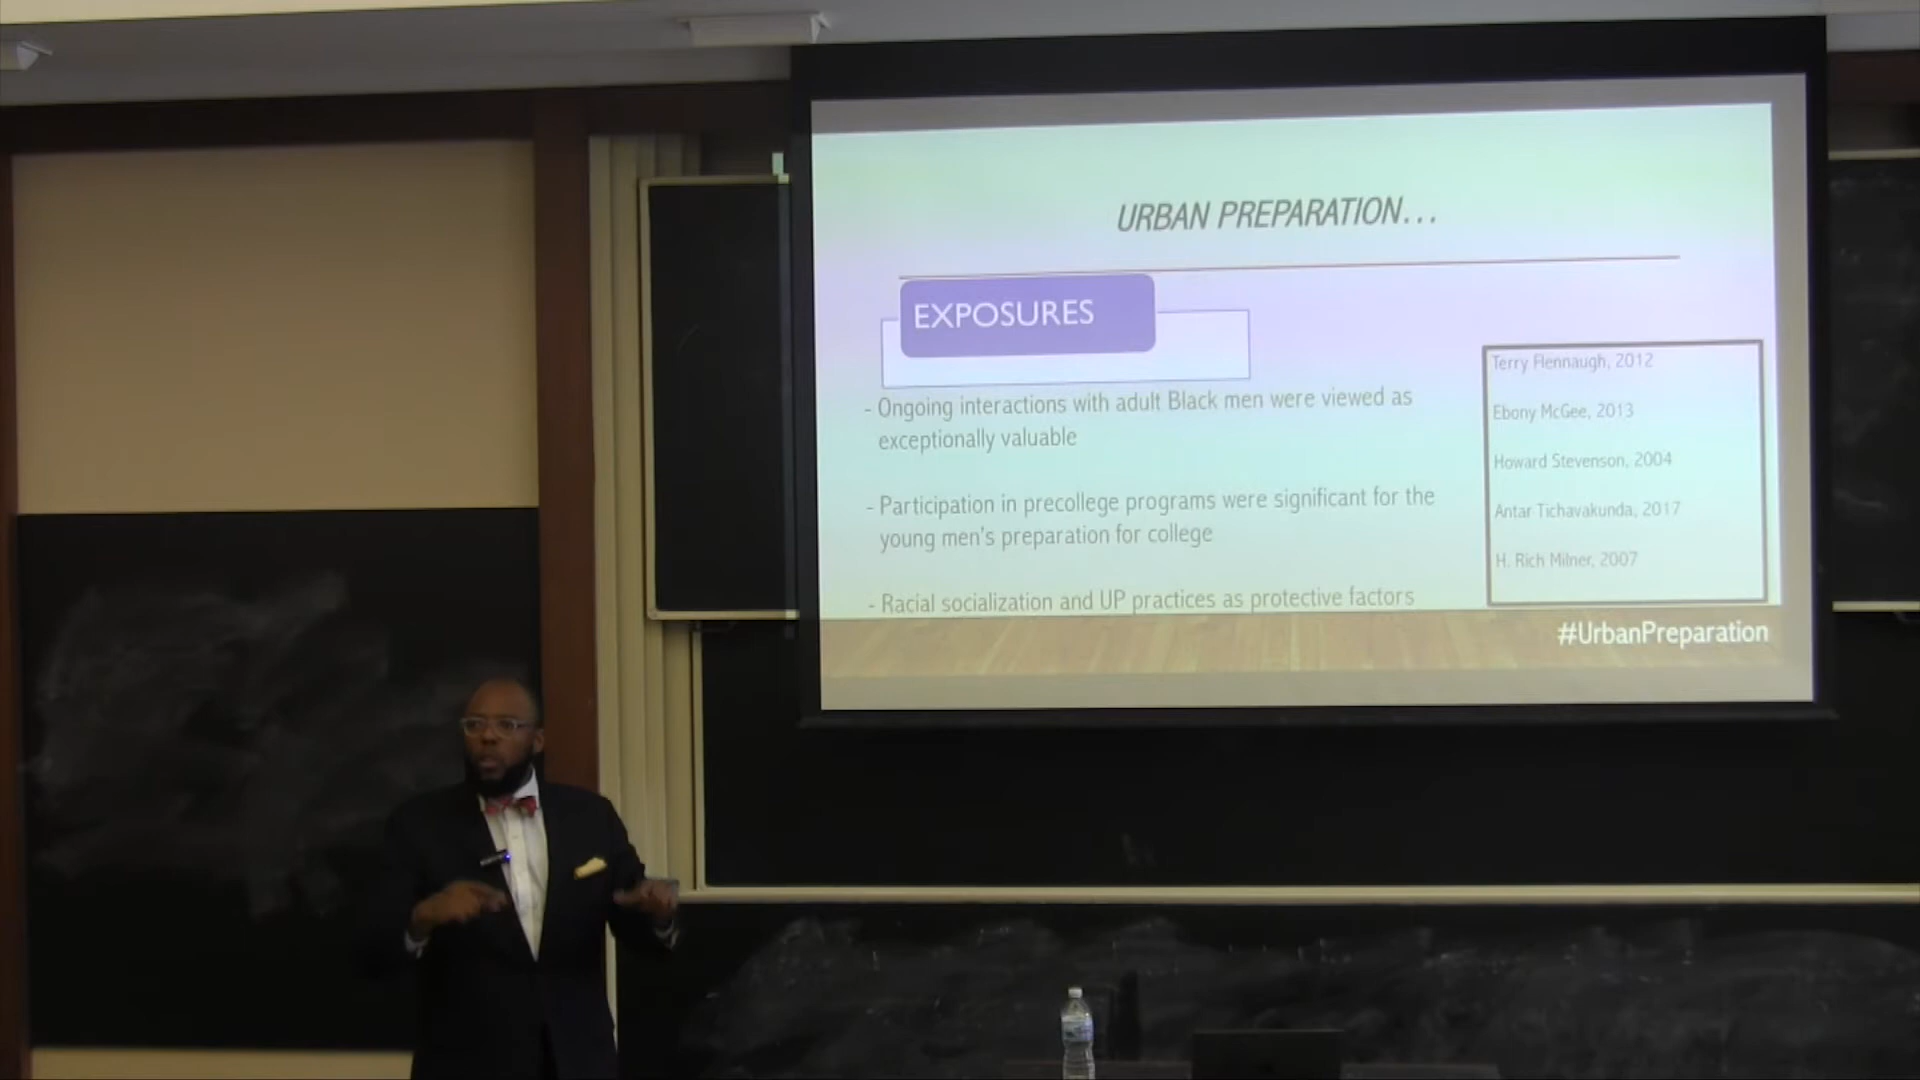 URBAN PREPARATION...
EXPOSURES
- Ongoing interactions with adult Black men were viewed as
exceptionally valuable
- Participation in precollege programs were significant for the
young men's preparation for college
- Racial socialization and UP practices as protective factors
Terry Flennaugh, 2012
Ebony McGee, 2013
Howard Stevenson, 2004
Antar Tichavakunda, 2017
H. Rich Milner, 2007
#UrbanPreparation